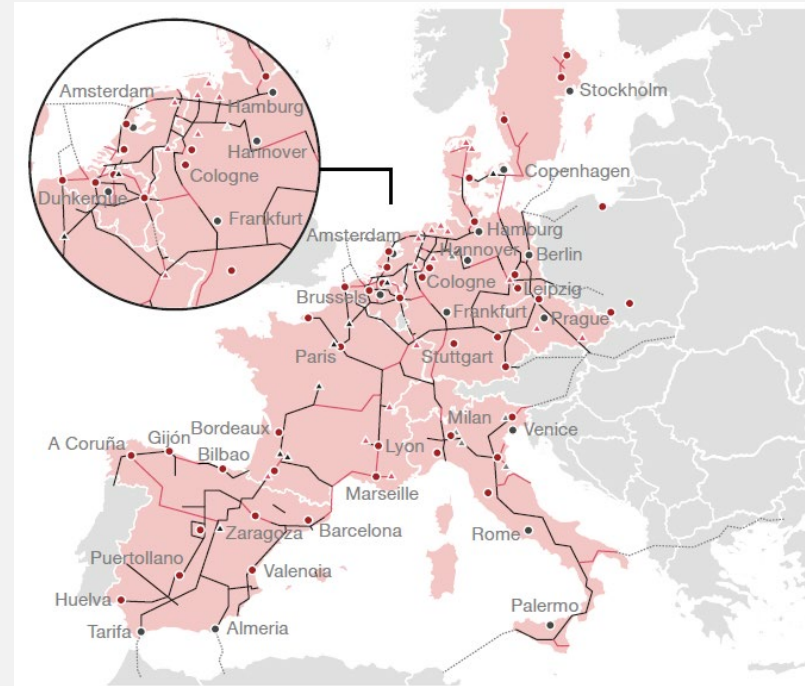 Amsterdam
Hamburg
Hannover
Cologne
Dunkerque
Frankfurt
Stockholm
Copenhagen
Amsterdam
Hamburg
Hannover
Berlin
Cologne
Leipzig
Brussels
Frankfurt
Prague
Paris
Stuttgart
Bordeaux
Milan
A Coruña
Gijón
Venice
Bilbao
Lyon
Marseille
Zaragoza
Barcelona
Rome
Puertollano
Valencia
Huelva
Palermo
Tarifa
Almeria